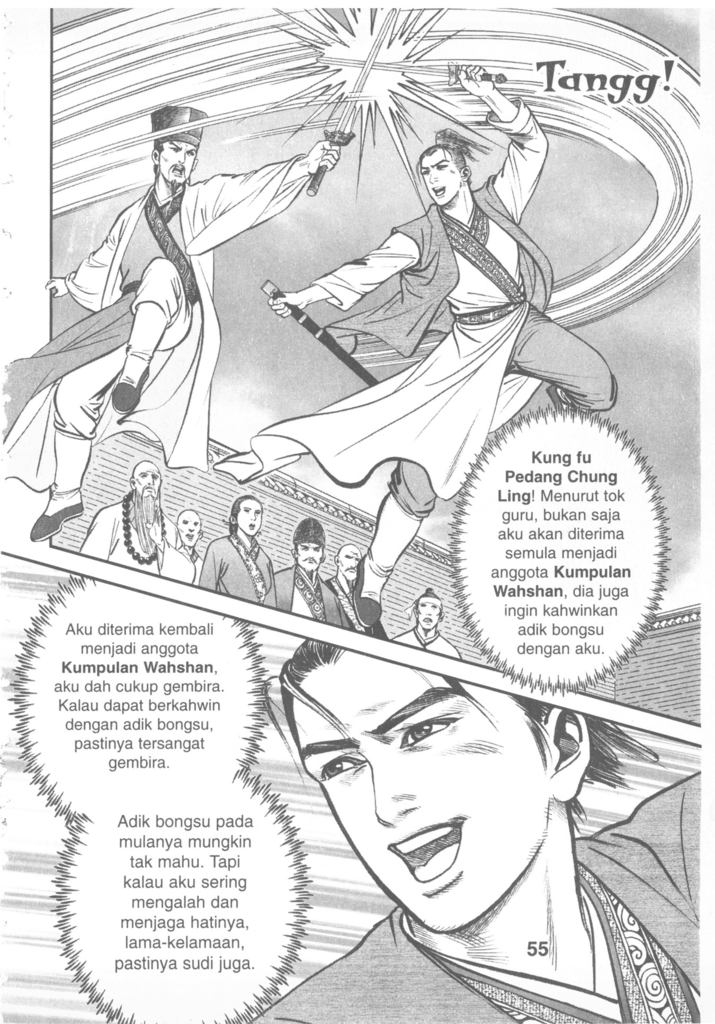 Tangg!
Kung fu
Pedang Chung
Ling! Menurut tok
guru, bukan saja
aku akan diterima
semula menjadi
anggota Kumpulan
Wahshan, dia juga
ingin kahwinkan
adik bongsu
dengan aku.
Aku diterima kembali
menjadi anggota
Kumpulan Wahshan,
aku dah cukup gembira.
Kalau dapat berkahwin
dengan adik bongsu,
pastinya tersangat
gembira.
Adik bongsu pada
mulanya mungkin
tak mahu. Tapi
kalau aku sering
mengalah dan
menjaga hatinya,
lama-kelamaan,
pastinya sudi juga.
55